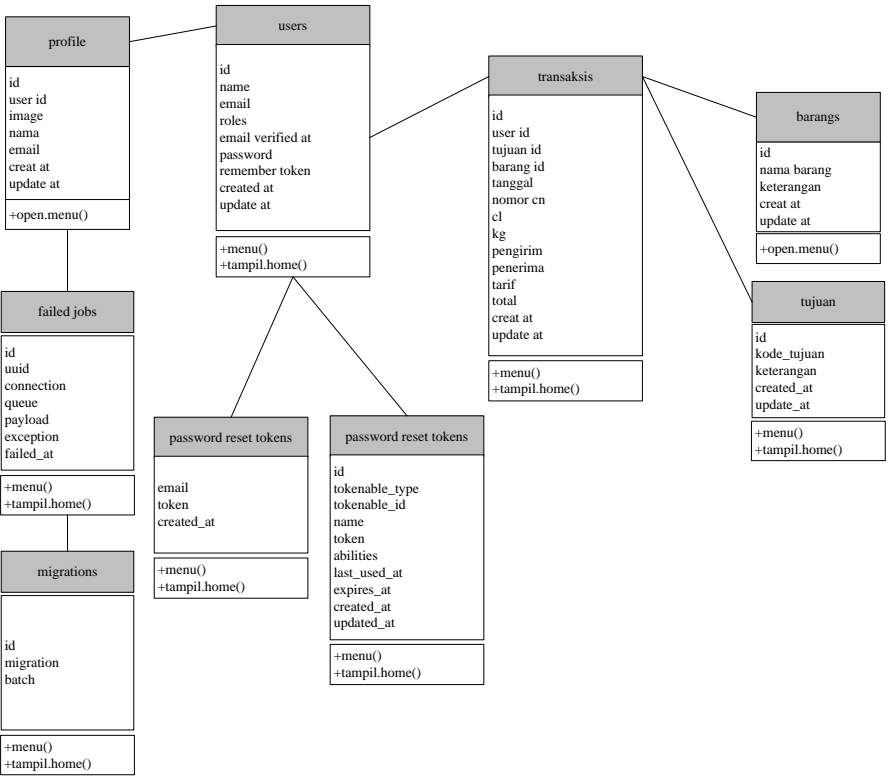 profile
id
user id
image
nama
email
creat at
update at
+open.menu()
users
id
name
email
roles
email verified at
password
remember token
created at
update at
+menu()
+tampil.home()
transaksis
id
user id
tujuan id
barang id
tanggal
nomor cn
cl
kg
pengirim
penerima
tarif
total
creat at
update at
+menu()
+tampil.home()
barangs
id
nama barang
keterangan
creat at
update at
+open.menu()
tujuan
id
kode_tujuan
keterangan
created_at
update_at
+menu()
+tampil.home()
failed jobs
id
uuid
connection
queue
payload
exception
failed_at
+menu()
+tampil.home()
password reset tokens
email
token
created_at
+menu()
+tampil.home()
password reset tokens
id
tokenable_type
tokenable_id
name
token
abilities
last_used_at
expires_at
created_at
updated_at
+menu()
+tampil.home()
migrations
id
migration
batch
+menu()
+tampil.home()